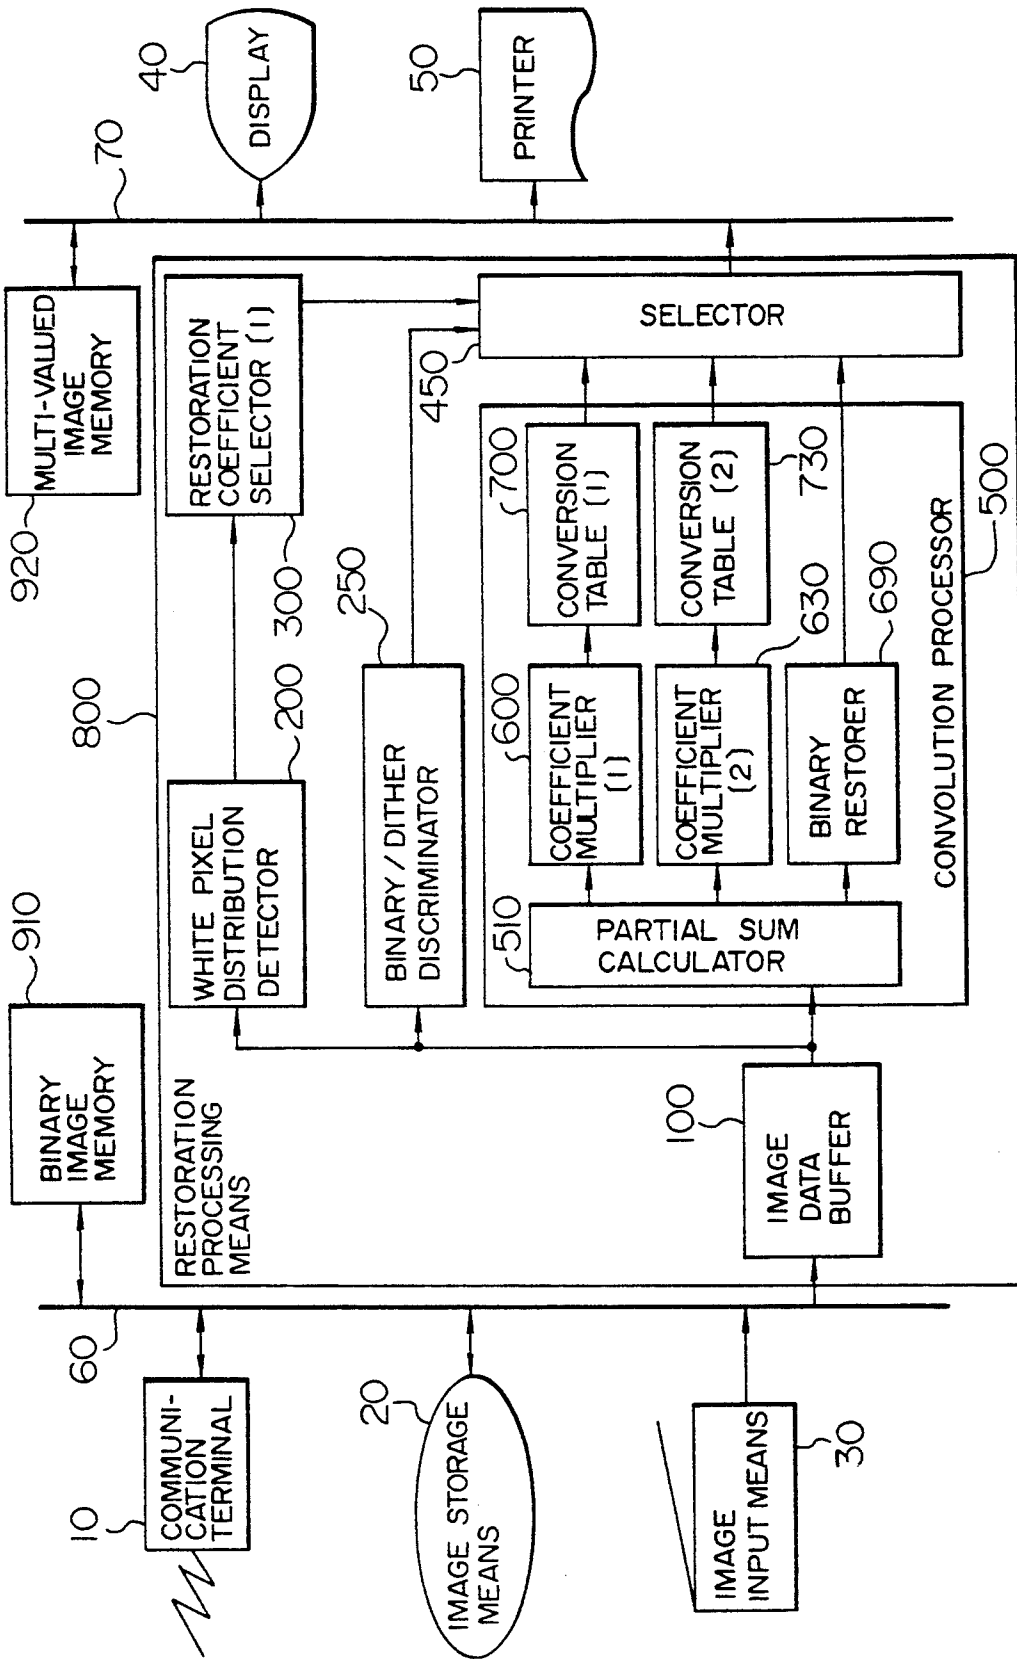 910
BINARY
IMAGE
MEMORY
920
MULTI-VALUED
IMAGE
MEMORY
60
70
800
10
COMMUNI-
CATION
TERMINAL
RESTORATION
PROCESSING
MEANS
WHITE PIXEL
DISTRIBUTION
DETECTOR
200
RESTORATION
COEFFICIENT
SELECTOR (1)
300
40
DISPLAY
20
IMAGE STORAGE
MEANS
BINARY / DITHER
DISCRIMINATOR
250
450
SELECTOR
50
PRINTER
510
PARTIAL SUM
CALCULATOR
600
COEFFICIENT
MULTIPLIER
(1)
700
CONVERSION
TABLE (1)
COEFFICIENT
MULTIPLIER
(2)
630
CONVERSION
TABLE (2)
730
BINARY
RESTORER
690
CONVOLUTION PROCESSOR
500
100
IMAGE
DATA
BUFFER
IMAGE
INPUT MEANS
30